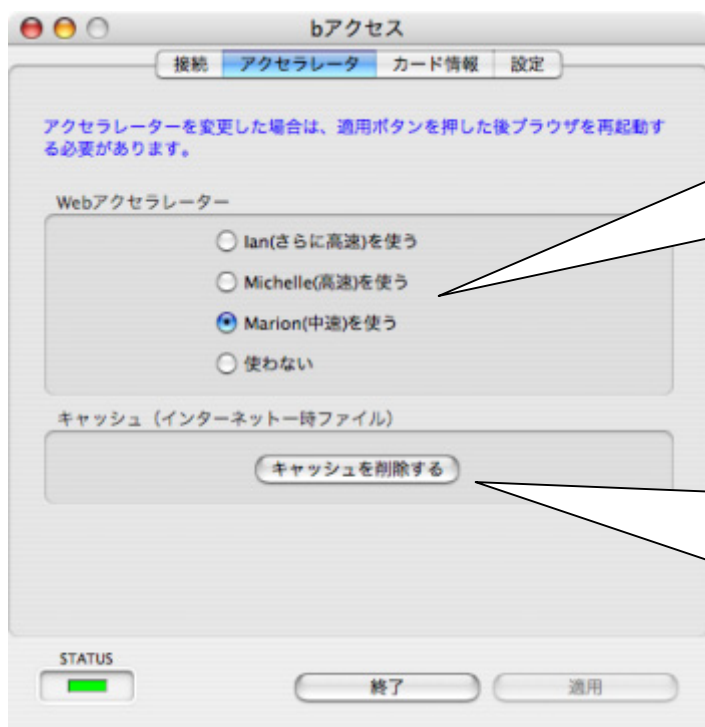 bアクセス
接続 アクセラレータ カード情報 設定
アクセラレーターを変更した場合は、適用ボタンを押した後ブラウザを再起動す
る必要があります。
Webアクセラレーター
Ian(さらに高速)を使う
Michelle(高速)を使う
Marion(中速)を使う
使わない
キャッシュ（インターネット一時ファイル）
キャッシュを削除する
STATUS
終了 適用